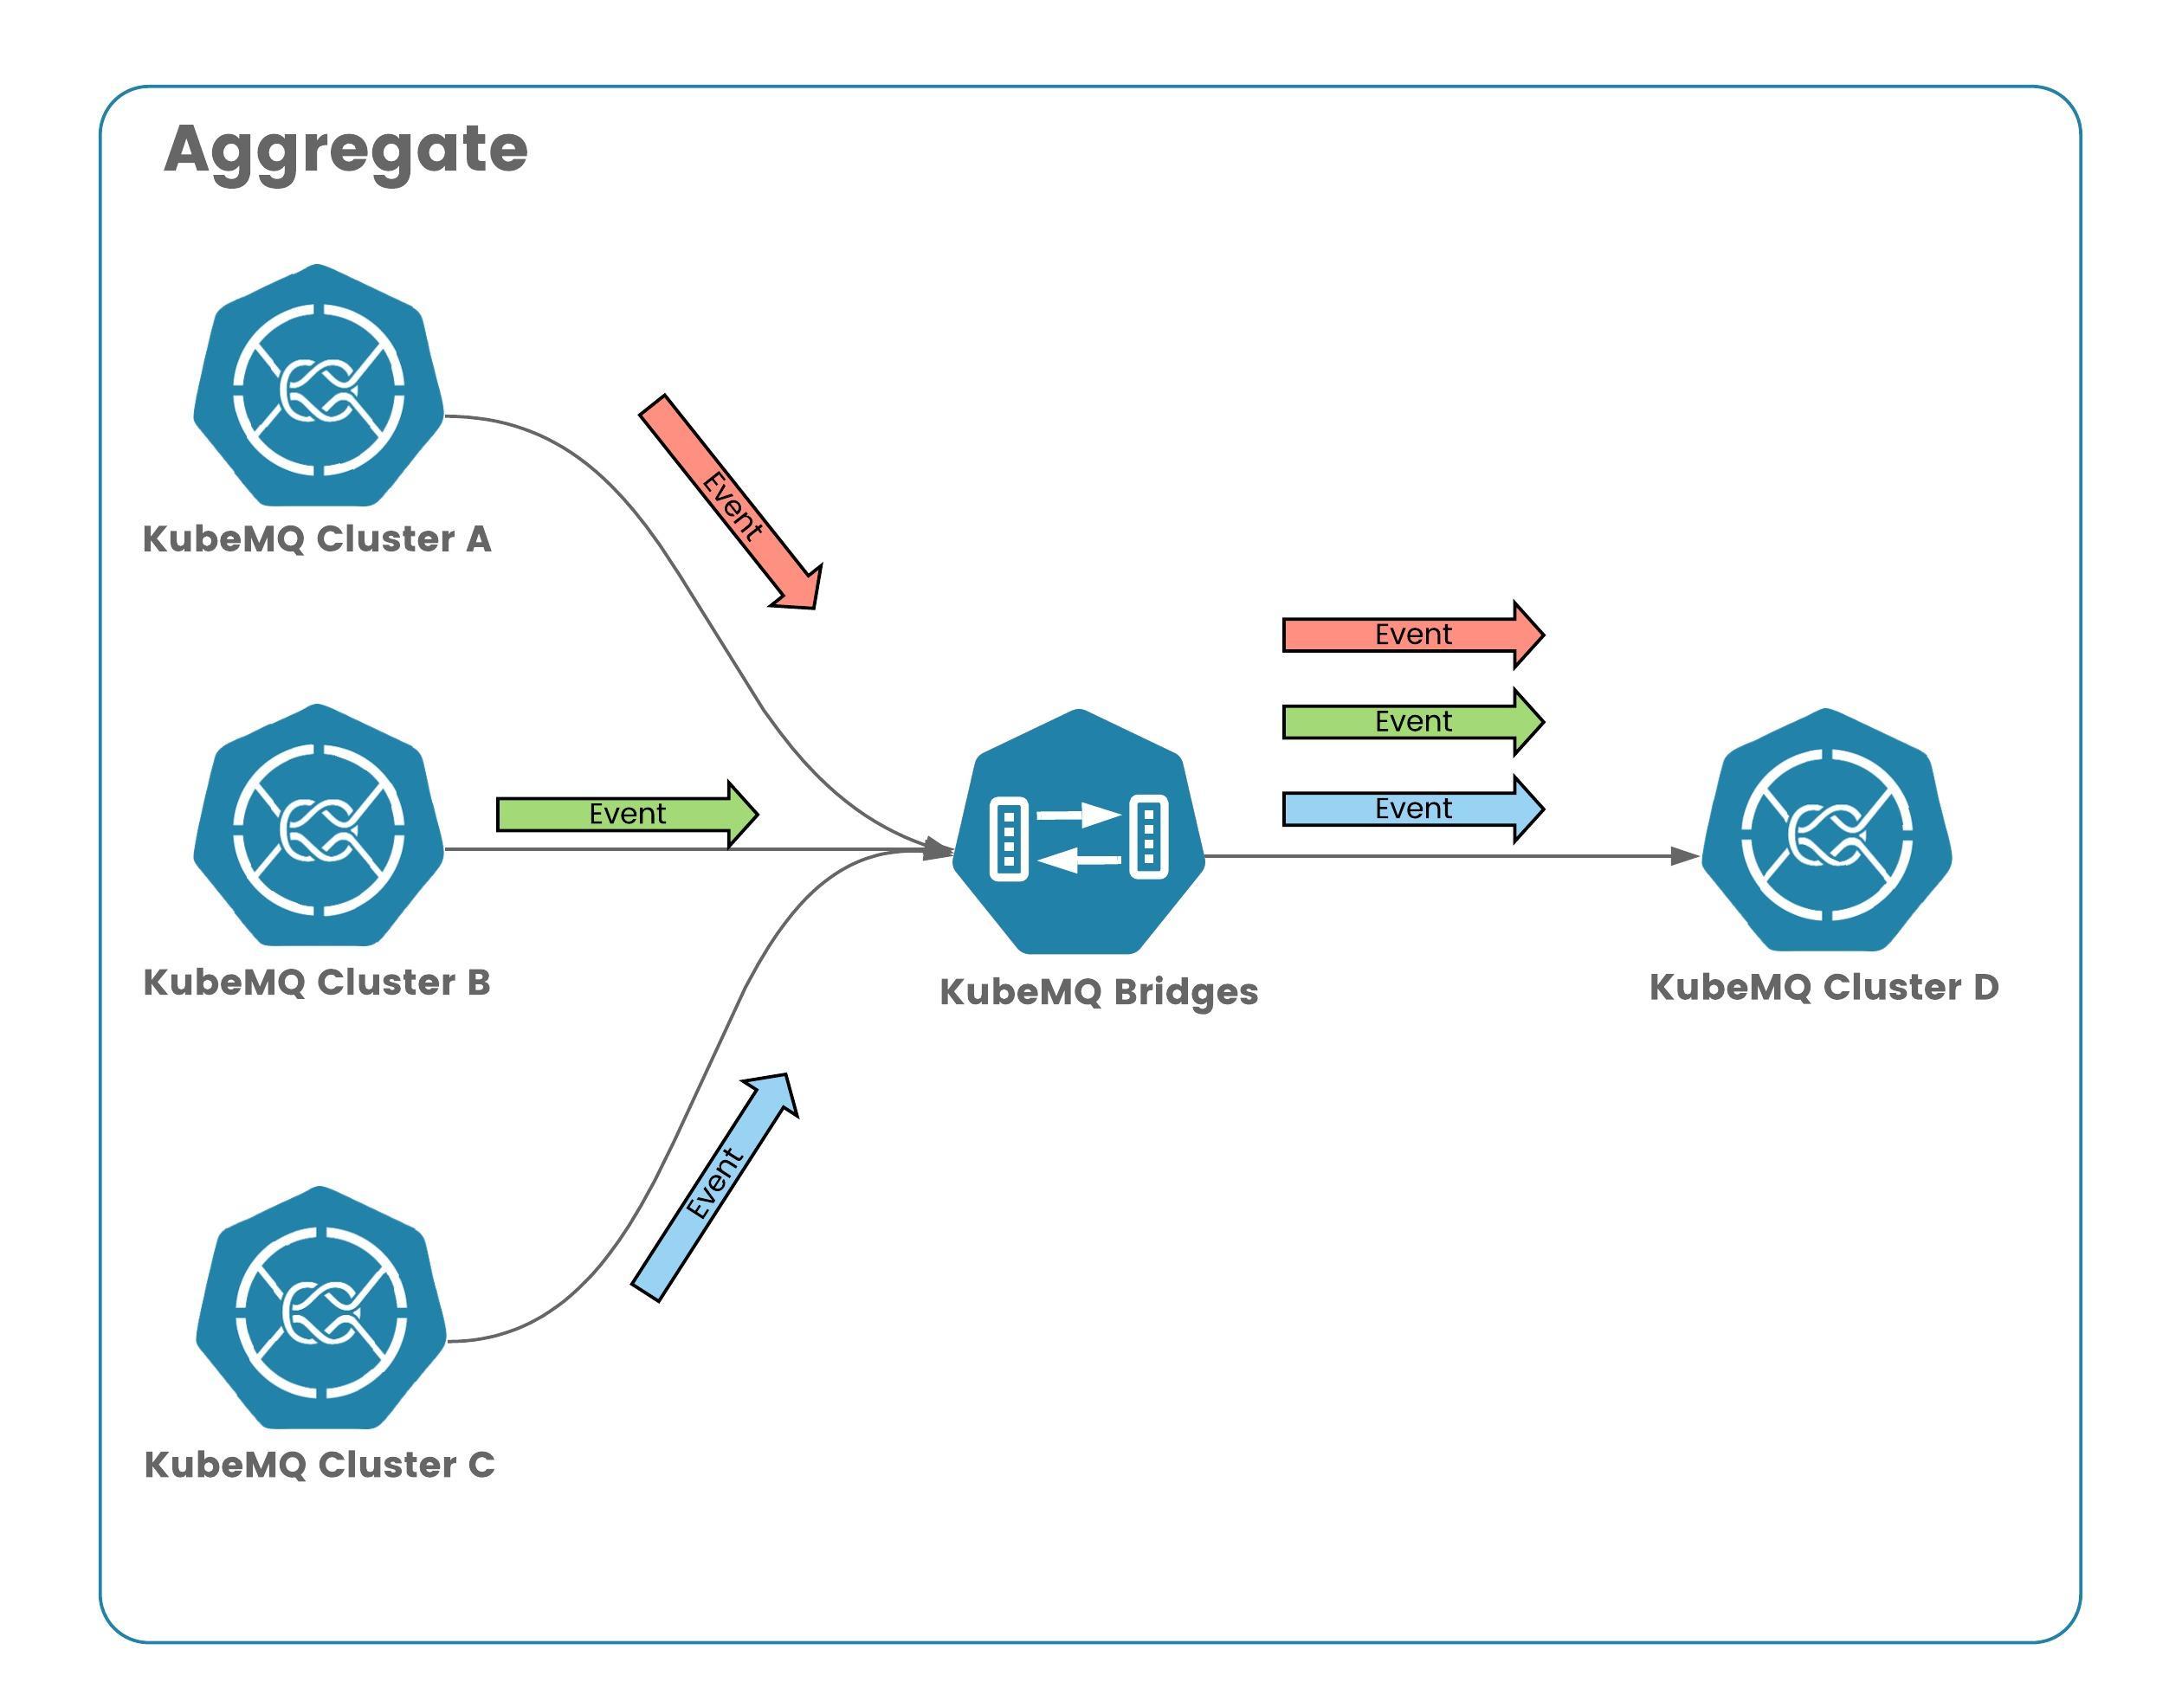 Aggregate
KubeMQ Cluster A
Event
Event
Event
Event
Event
KubeMQ Cluster B
KubeMQ Bridges
KubeMQ Cluster D
Event
KubeMQ Cluster C